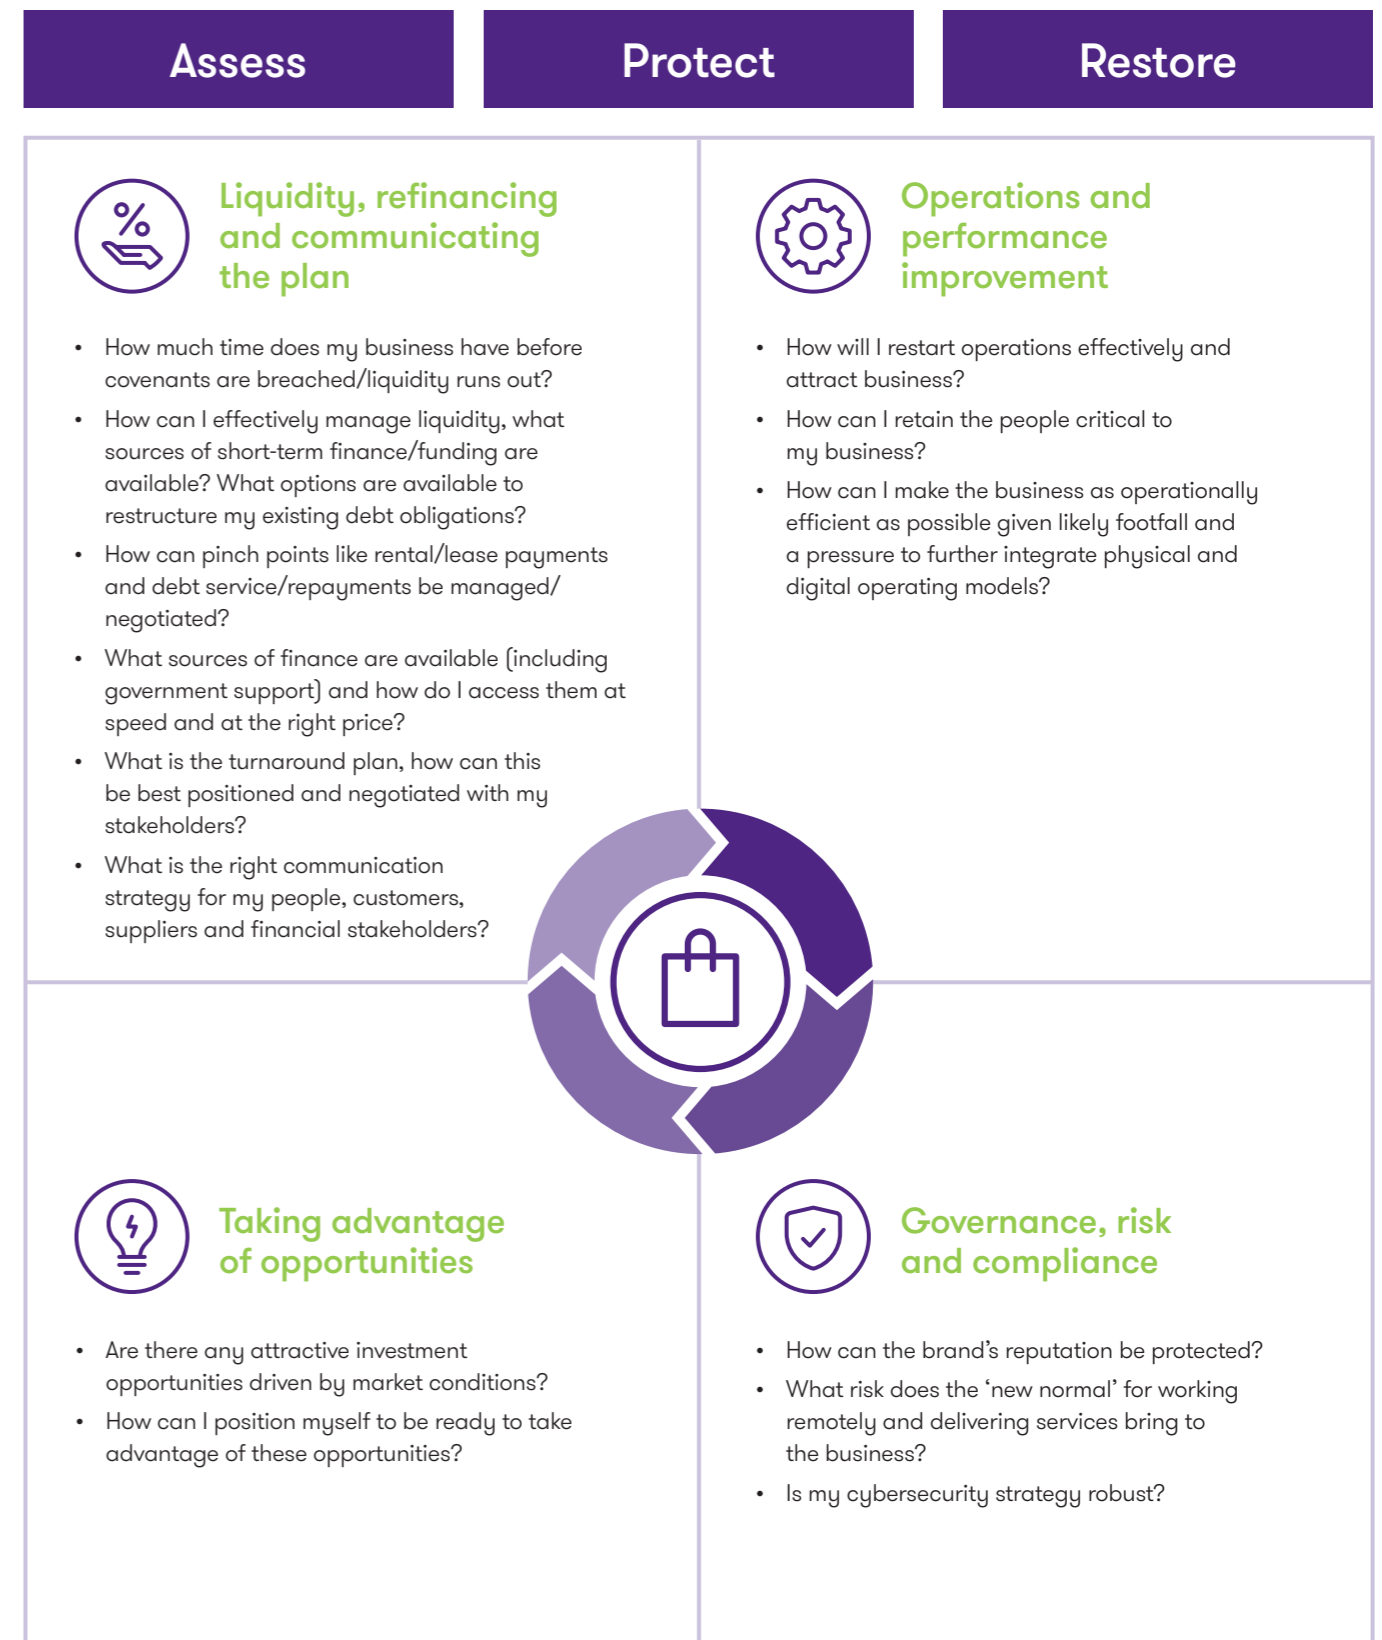 Assess
Protect
Restore
Liquidity, refinancing
and communicating
the plan
• How much time does my business have before
covenants are breached/liquidity runs out?
• How can I effectively manage liquidity, what
sources of short-term finance/funding are
available? What options are available to
restructure my existing debt obligations?
• How can pinch points like rental/lease payments
and debt service/repayments be managed/
negotiated?
• What sources of finance are available (including
government support) and how do I access them at
speed and at the right price?
• What is the turnaround plan, how can this
be best positioned and negotiated with my
stakeholders?
• What is the right communication
strategy for my people, customers,
suppliers and financial stakeholders?
Operations and
performance
improvement
• How will I restart operations effectively and
attract business?
• How can I retain the people critical to
my business?
• How can I make the business as operationally
efficient as possible given likely footfall and
a pressure to further integrate physical and
digital operating models?
Taking advantage
of opportunities
• Are there any attractive investment
opportunities driven by market conditions?
• How can I position myself to be ready to take
advantage of these opportunities?
Governance, risk
and compliance
• How can the brand’s reputation be protected?
• What risk does the ‘new normal’ for working
remotely and delivering services bring to
the business?
• Is my cybersecurity strategy robust?